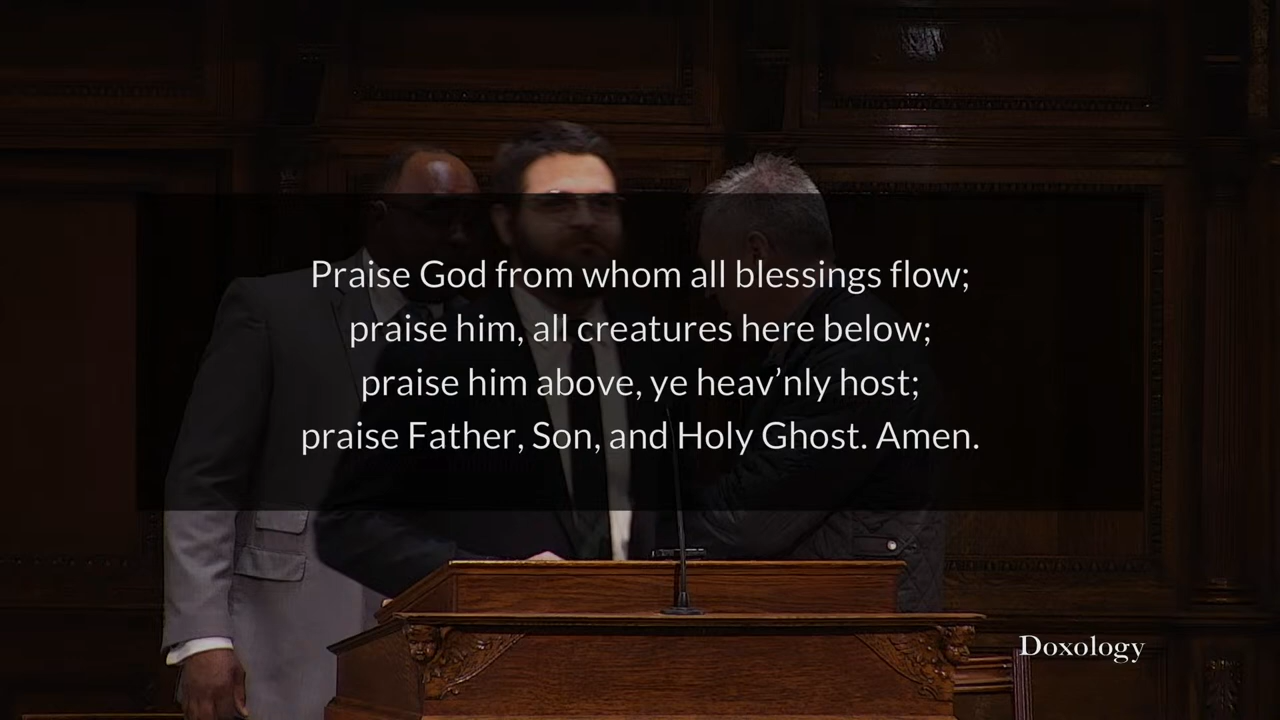 Praise God from whom all blessings flow;
praise him, all creatures here below;
praise him above, ye heav’nly host;
praise Father, Son, and Holy Ghost. Amen.
Doxology